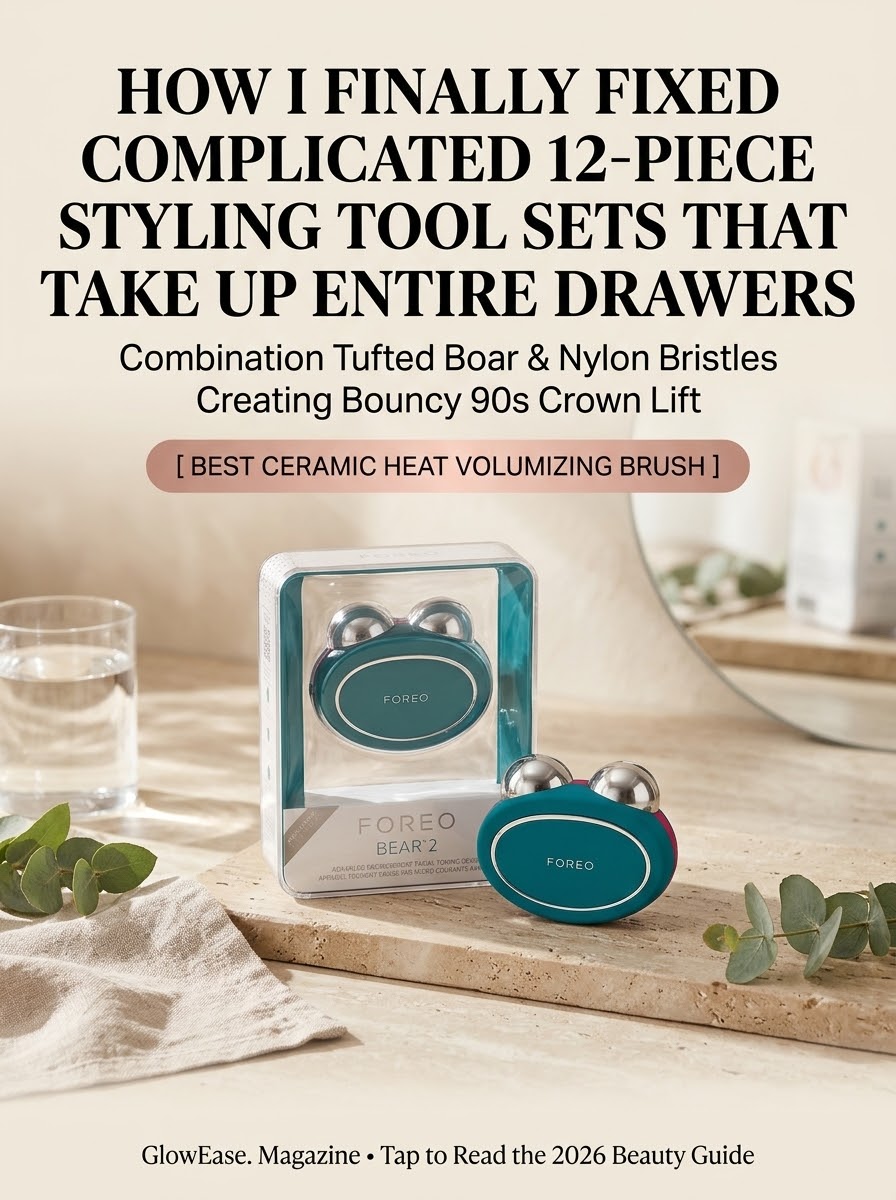 HOW I FINALLY FIXED
COMPLICATED 12-PIECE
STYLING TOOL SETS THAT
TAKE UP ENTIRE DRAWERS
Combination Tufted Boar & Nylon Bristles
Creating Bouncy 90s Crown Lift
[ BEST CERAMIC HEAT VOLUMIZING BRUSH ]
FOREO
FOREO
FOREO
BEAR™2
FOREO
GlowEase. Magazine • Tap to Read the 2026 Beauty Guide